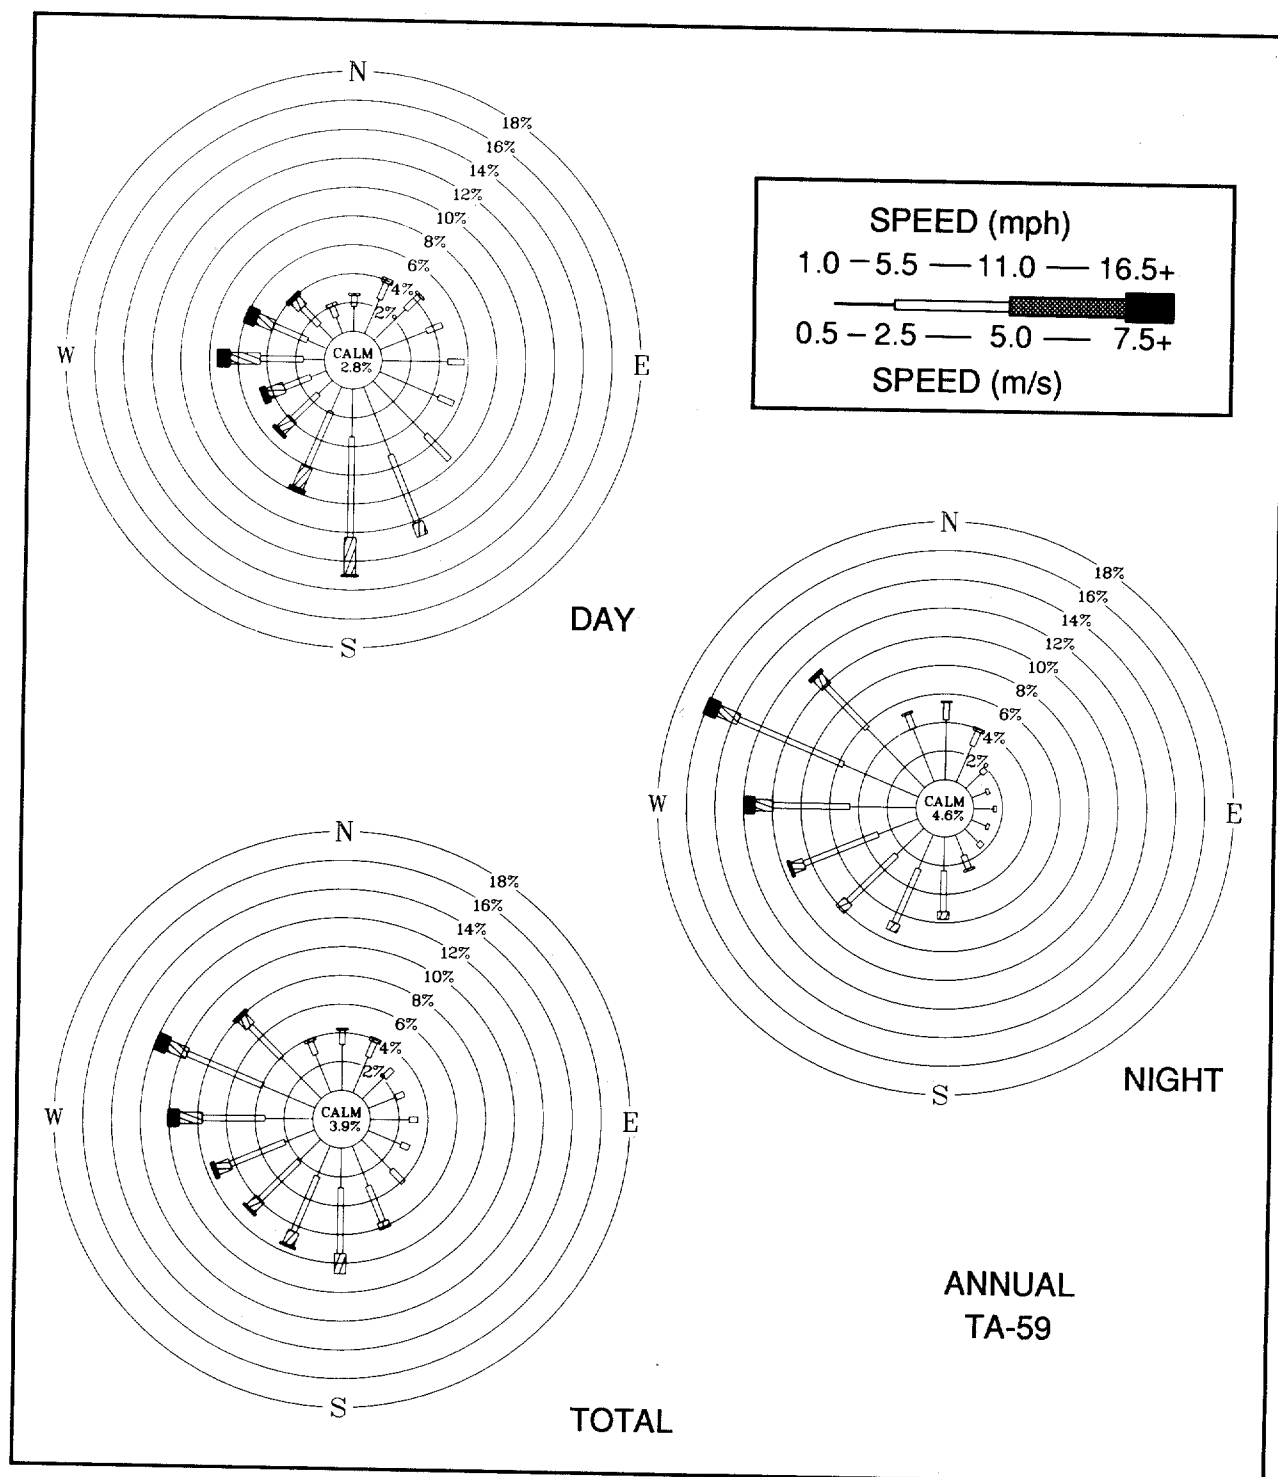 N
18%
16%
14%
12%
10%
8%
6%
4%
2%
CALM
2.8%
W
E
S
DAY
SPEED (mph)
1.0 – 5.5 — 11.0 — 16.5+
0.5 – 2.5 — 5.0 — 7.5+
SPEED (m/s)
N
18%
16%
14%
12%
10%
8%
6%
4%
2%
CALM
4.6%
W
E
S
NIGHT
N
18%
16%
14%
12%
10%
8%
6%
4%
2%
CALM
3.9%
W
E
S
TOTAL
ANNUAL
TA-59